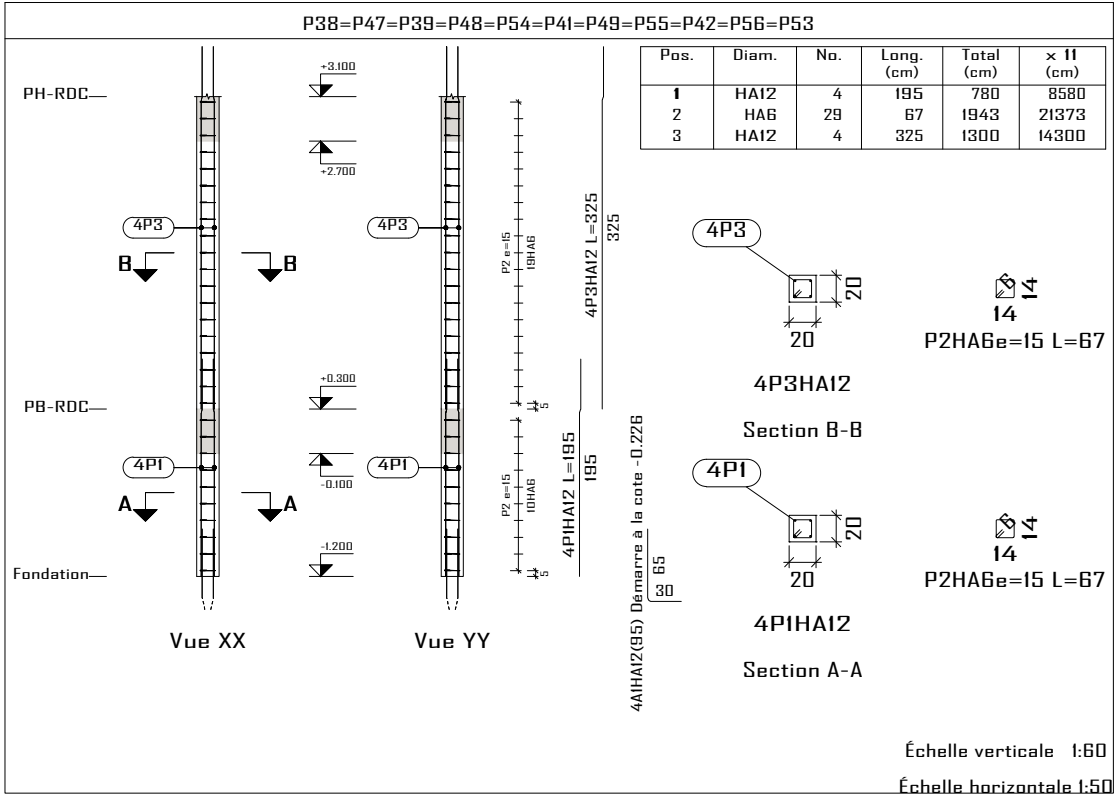 P38=P47=P39=P48=P54=P41=P49=P55=P42=P56=P53
Pos. Diam. No. Long. (cm) Total (cm) x 11 (cm)
1 HA12 4 195 780 8580
2 HA6 29 67 1943 21373
3 HA12 4 325 1300 14300
PH-RDC
+3.100
+2.700
4P3
4P3
B B
P2 e=15
19HA6
4P3HA12 L=325
325
PB-RDC
+0.300
5
4P1
4P1
-0.100
A A
P2 e=15
10HA6
4P1HA12 L=195
195
Fondation
-1.200
5
4A1HA12(95) Démarre à la cote -0.226
65
30
Vue XX
Vue YY
4P3
20
20
4P3HA12
Section B-B
6
14
14
P2HA6e=15 L=67
4P1
20
20
4P1HA12
Section A-A
6
14
14
P2HA6e=15 L=67
Échelle verticale 1:60
Échelle horizontale 1:50